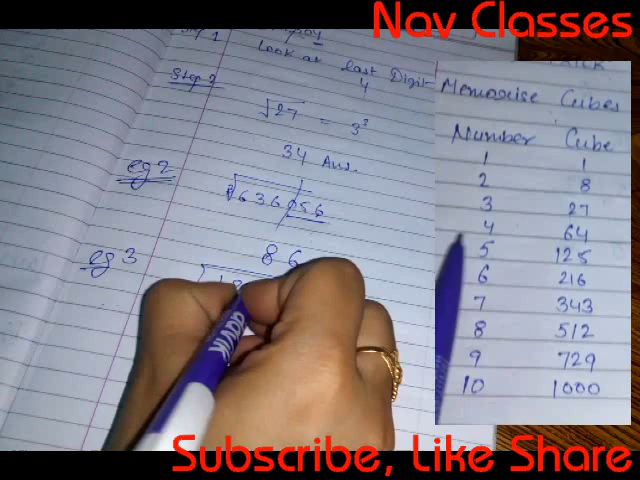 Nav Classes
Look at last Digit
4
Step 2
√27 = 3³
34 Ans.
eg 2
∛636056
86
eg 3
Memorise Cubes
Number Cube
1 1
2 8
3 27
4 64
5 125
6 216
7 343
8 512
9 729
10 1000
Subscribe, Like Share